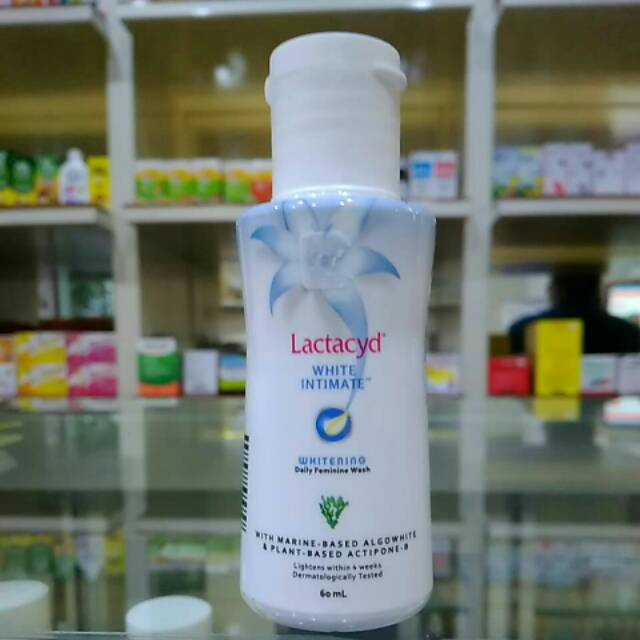 Lactacyd
WHITE
INTIMATE™
WHITENING
Daily Feminine Wash
WITH MARINE-BASED ALGOWHITE
& PLANT-BASED ACTIPONE-B
Lightens within 4 weeks
Dermatologically Tested
60 mL